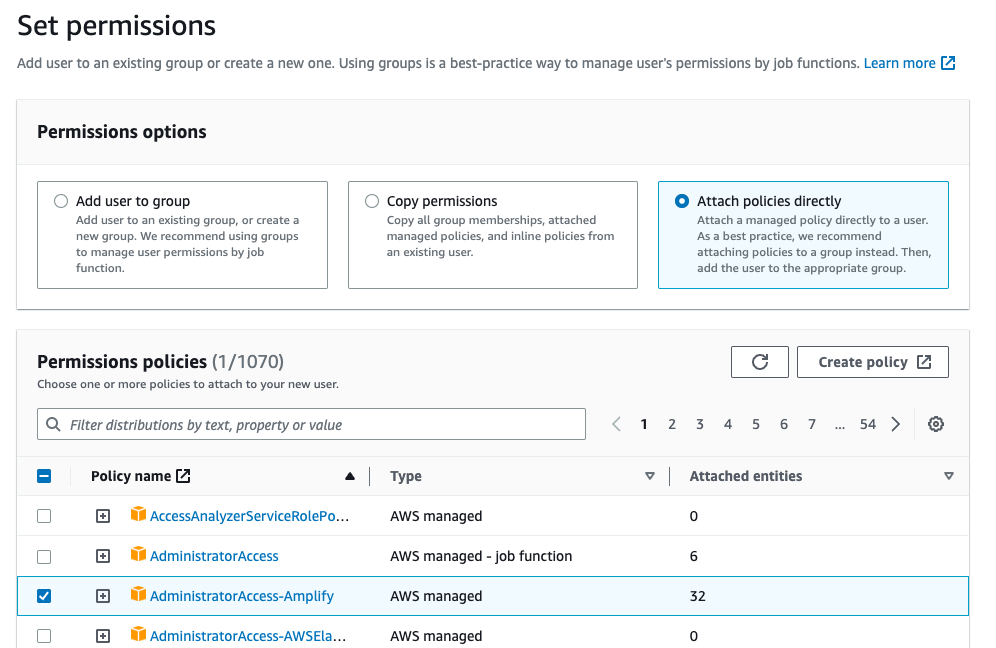 Set permissions
Add user to an existing group or create a new one. Using groups is a best-practice way to manage user's permissions by job functions. Learn more
Permissions options
Add user to group
Add user to an existing group, or create a
new group. We recommend using groups
to manage user permissions by job
function.
Copy permissions
Copy all group memberships, attached
managed policies, and inline policies from
an existing user.
Attach policies directly
Attach a managed policy directly to a user.
As a best practice, we recommend
attaching policies to a group instead. Then,
add the user to the appropriate group.
Permissions policies (1/1070)
Choose one or more policies to attach to your new user.
Create policy
Filter distributions by text, property or value
1 2 3 4 5 6 7 ... 54
Policy name Type Attached entities
AccessAnalyzerServiceRolePo... AWS managed 0
AdministratorAccess AWS managed - job function 6
AdministratorAccess-Amplify AWS managed 32
AdministratorAccess-AWSEla... AWS managed 0